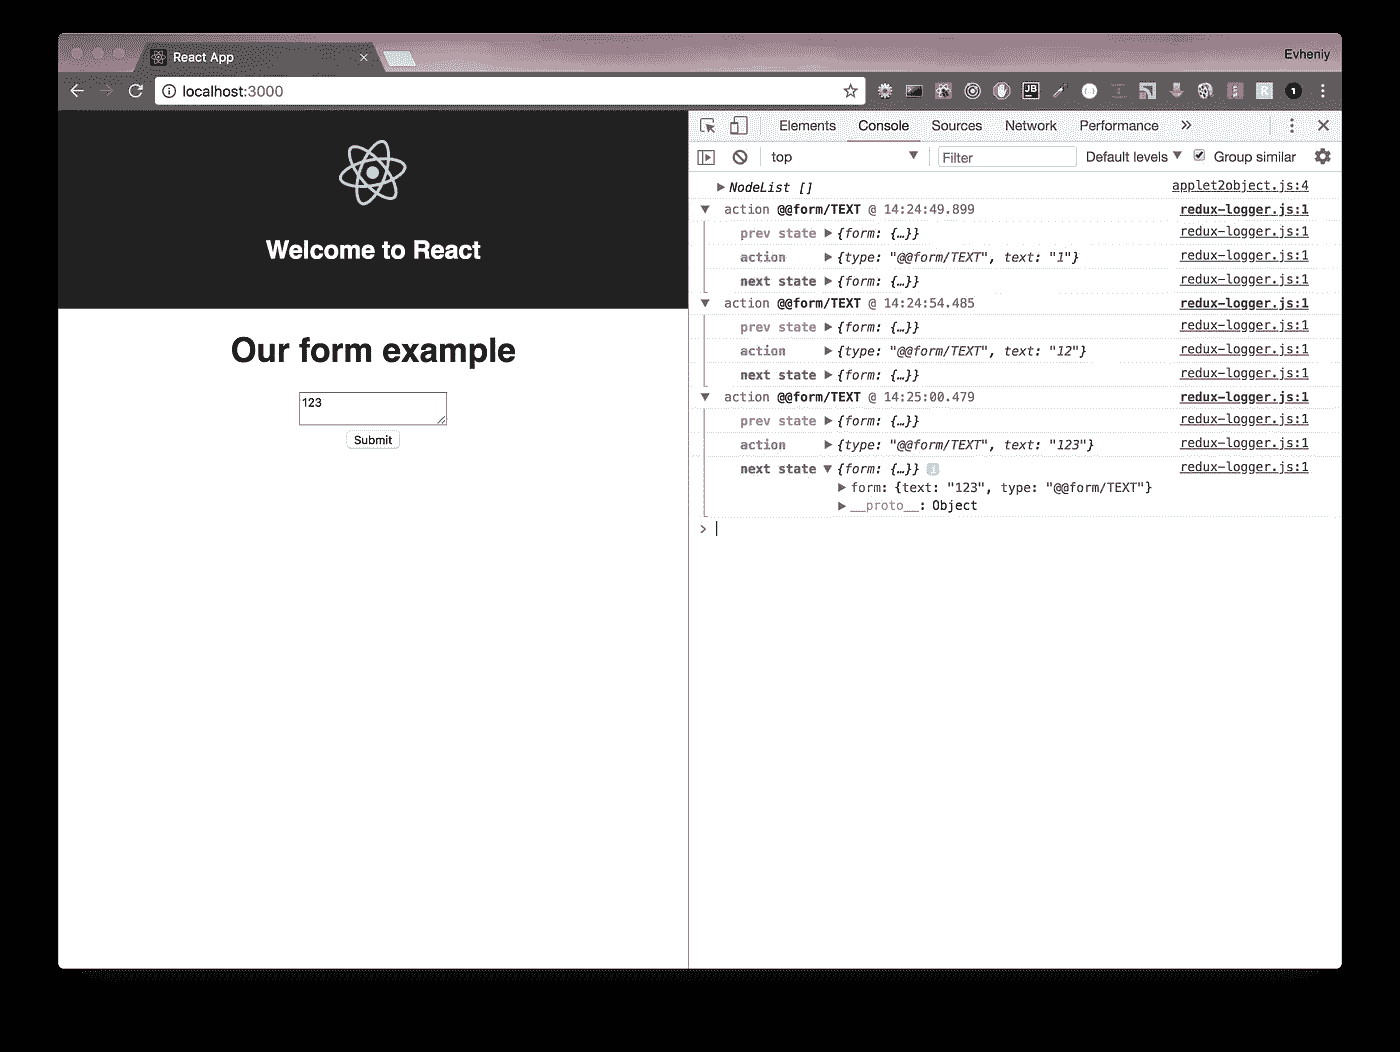 React App
Evheniy
localhost:3000
JB
R
1
Elements Console Sources Network Performance »
top Filter Default levels Group similar
NodeList [] applet2object.js:4
action @@form/TEXT @ 14:24:49.899 redux-logger.js:1
prev state {form: {…}} redux-logger.js:1
action {type: "@@form/TEXT", text: "1"} redux-logger.js:1
next state {form: {…}} redux-logger.js:1
action @@form/TEXT @ 14:24:54.485 redux-logger.js:1
prev state {form: {…}} redux-logger.js:1
action {type: "@@form/TEXT", text: "12"} redux-logger.js:1
next state {form: {…}} redux-logger.js:1
action @@form/TEXT @ 14:25:00.479 redux-logger.js:1
prev state {form: {…}} redux-logger.js:1
action {type: "@@form/TEXT", text: "123"} redux-logger.js:1
next state {form: {…}} i redux-logger.js:1
form: {text: "123", type: "@@form/TEXT"}
__proto__: Object
>
Welcome to React
Our form example
123
Submit